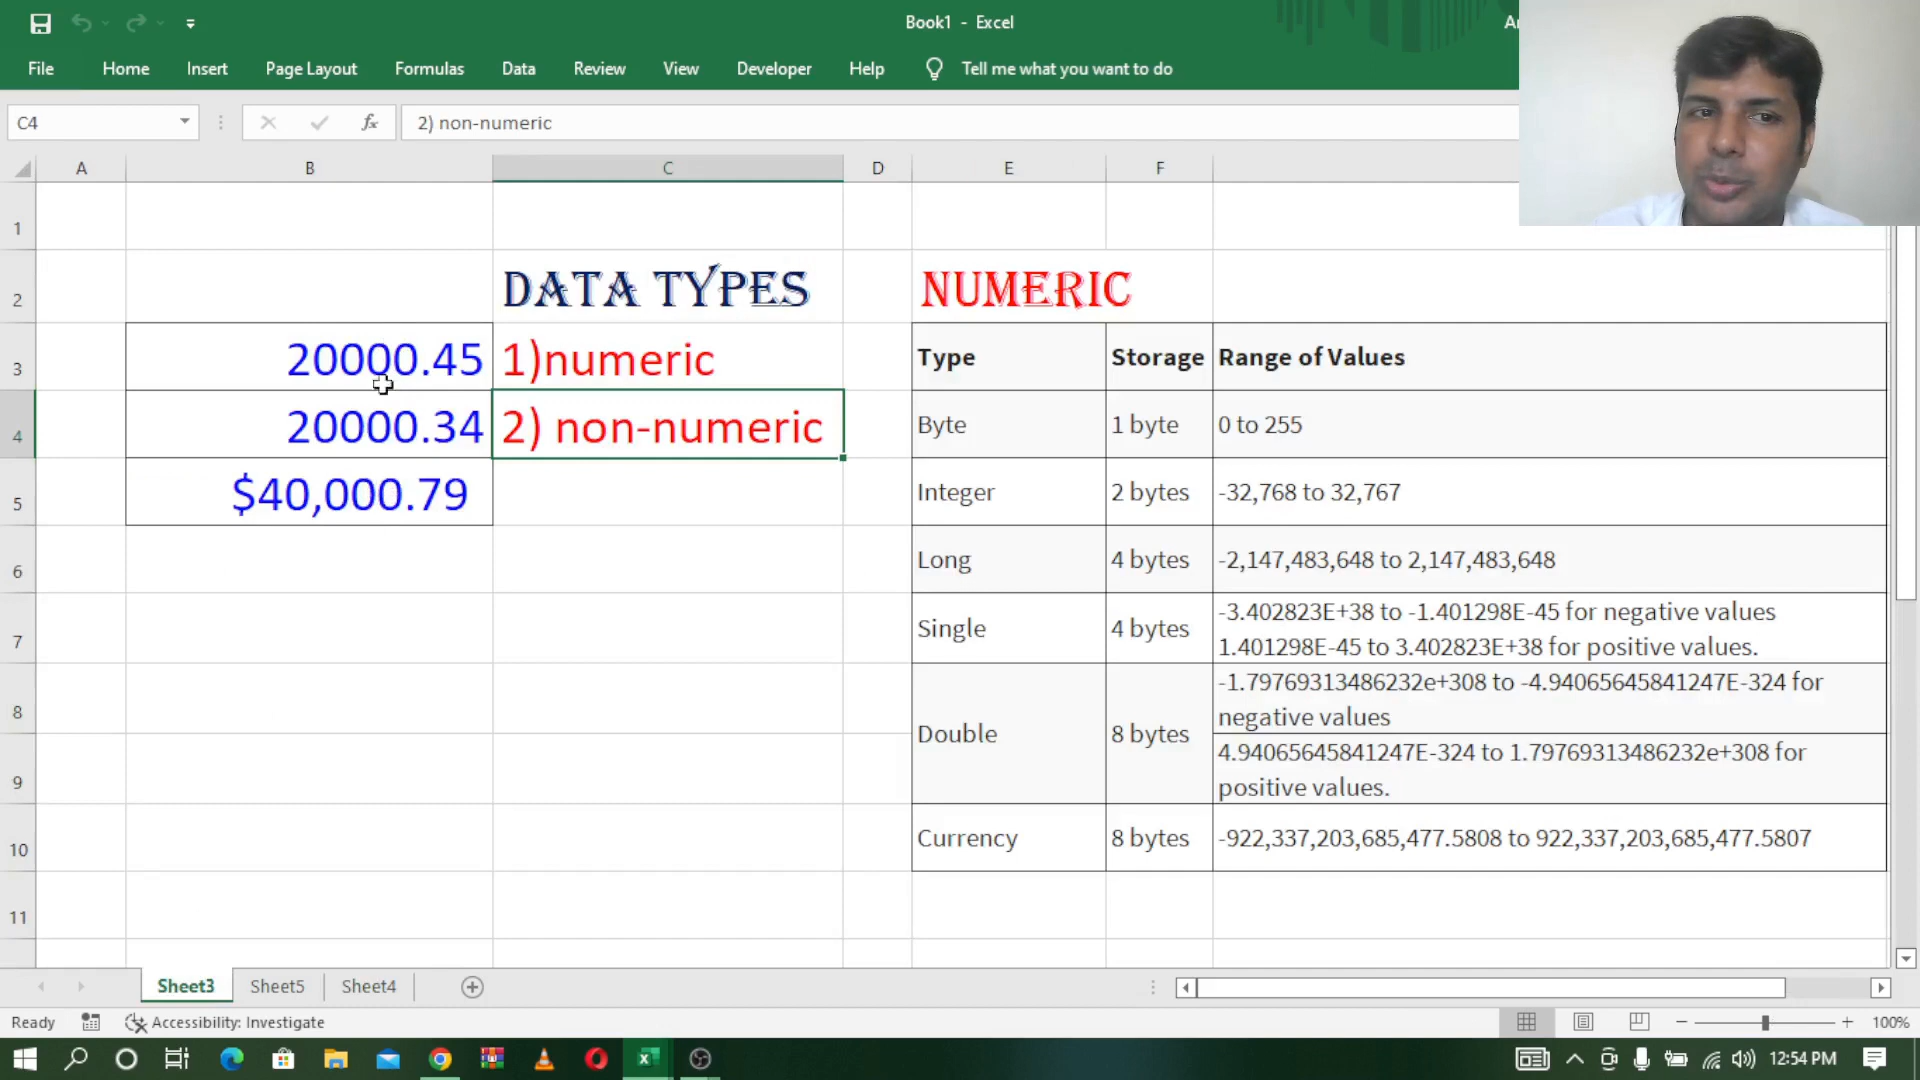 Book1 - Excel
File Home Insert Page Layout Formulas Data Review View Developer Help Tell me what you want to do
C4 fx 2) non-numeric
A B C D E F
1
2 DATA TYPES NUMERIC
3 20000.45 1)numeric Type Storage Range of Values
4 20000.34 2) non-numeric Byte 1 byte 0 to 255
5 $40,000.79 Integer 2 bytes -32,768 to 32,767
6 Long 4 bytes -2,147,483,648 to 2,147,483,648
7 Single 4 bytes -3.402823E+38 to -1.401298E-45 for negative values
1.401298E-45 to 3.402823E+38 for positive values.
8 Double 8 bytes -1.79769313486232e+308 to -4.94065645841247E-324 for
negative values
9 4.94065645841247E-324 to 1.79769313486232e+308 for
positive values.
10 Currency 8 bytes -922,337,203,685,477.5808 to 922,337,203,685,477.5807
11
Sheet3 Sheet5 Sheet4
Ready Accessibility: Investigate 100%
12:54 PM